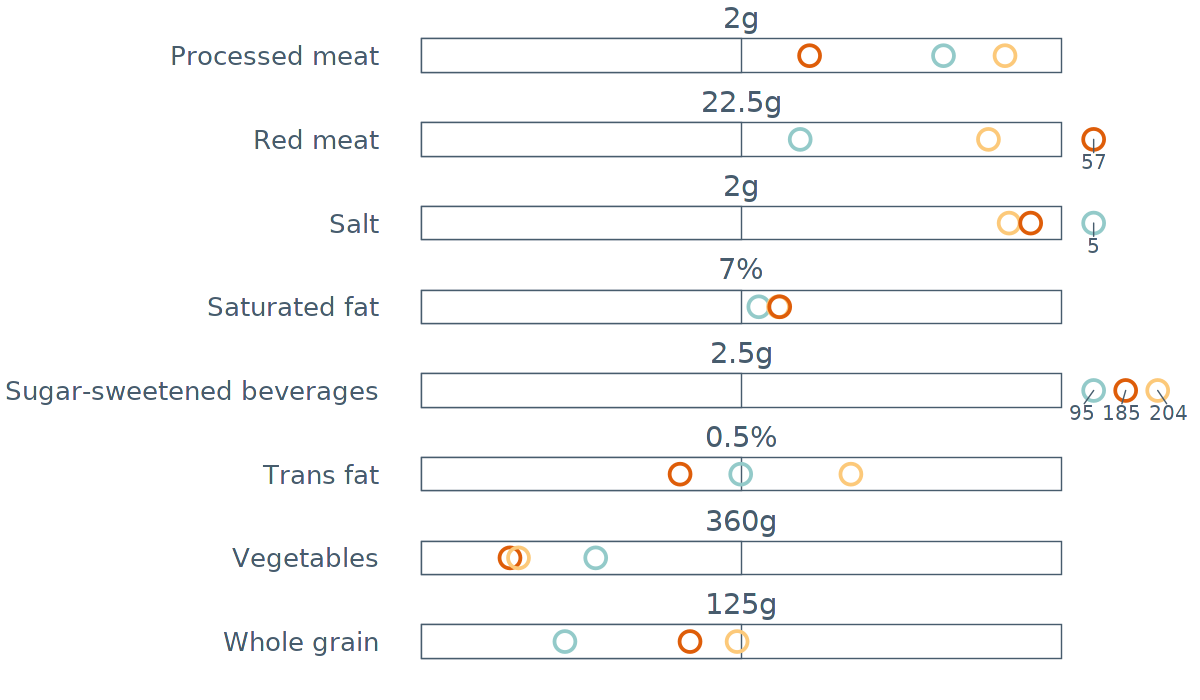 2g
Processed meat
22.5g
Red meat
57
2g
Salt
5
7%
Saturated fat
2.5g
Sugar-sweetened beverages
95 185 204
0.5%
Trans fat
360g
Vegetables
125g
Whole grain